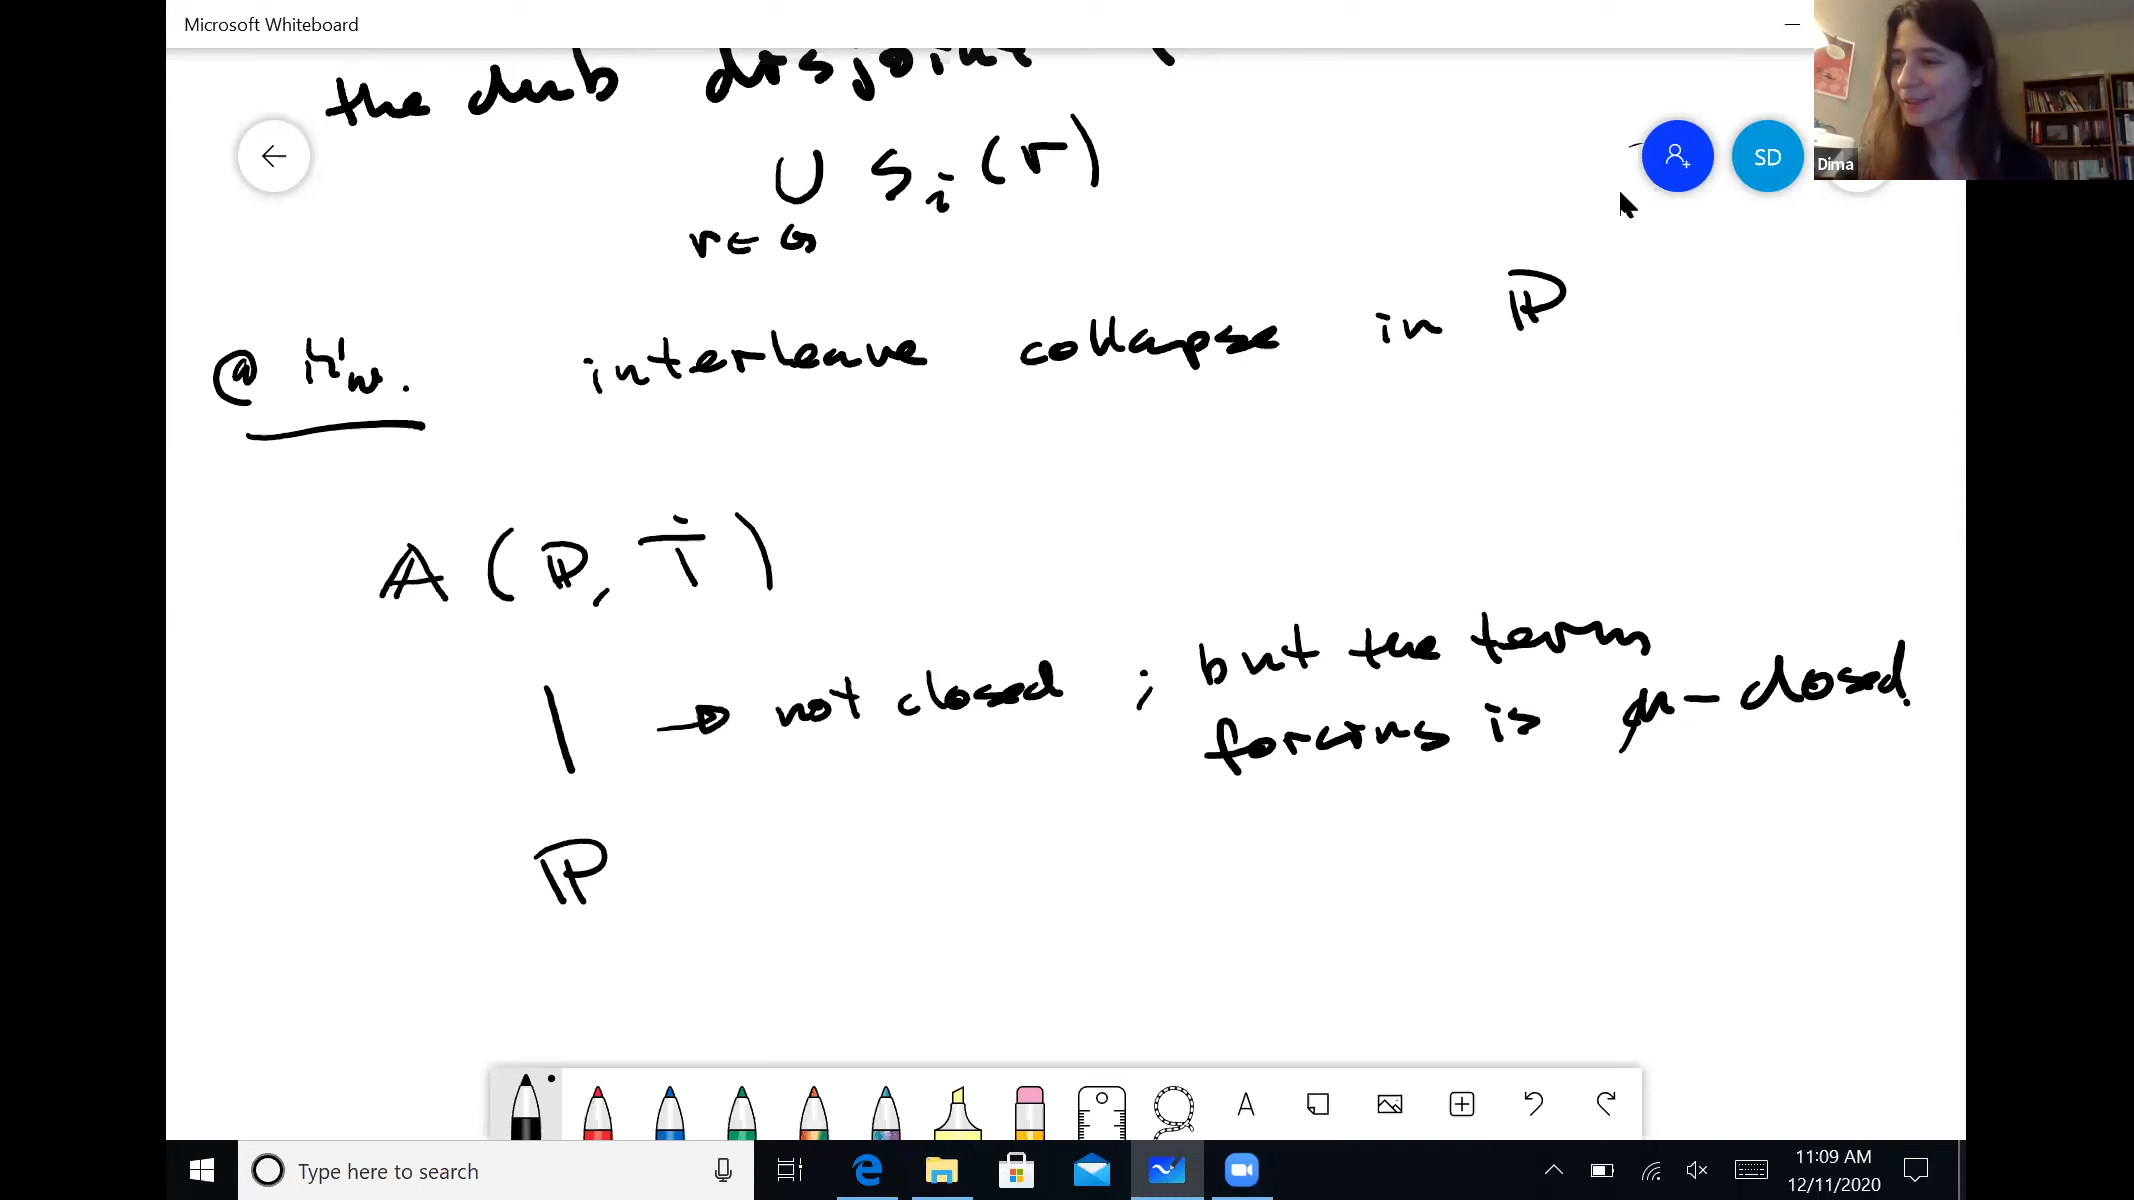 Microsoft Whiteboard
the club disjoint
∪ S_i (r)
r ∈ G
SD
Dima
@ ℵ_ω. interleave collapse in ℙ
𝔸 (ℙ, Ṫ)
| → not closed ; but the term
forcing is μ-closed.
ℙ
A
Type here to search
11:09 AM
12/11/2020